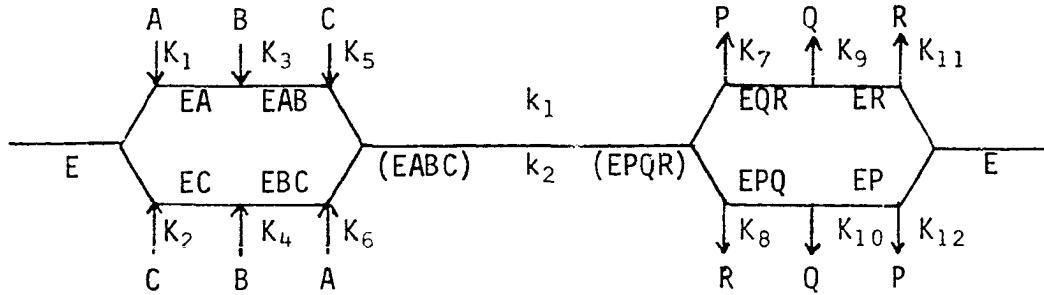 A B C P Q R
K₁ K₃ K₅ K₇ K₉ K₁₁
EA EAB k₁ EQR ER
E (EABC) k₂ (EPQR) E
EC EBC EPQ EP
K₂ K₄ K₆ K₈ K₁₀ K₁₂
C B A R Q P